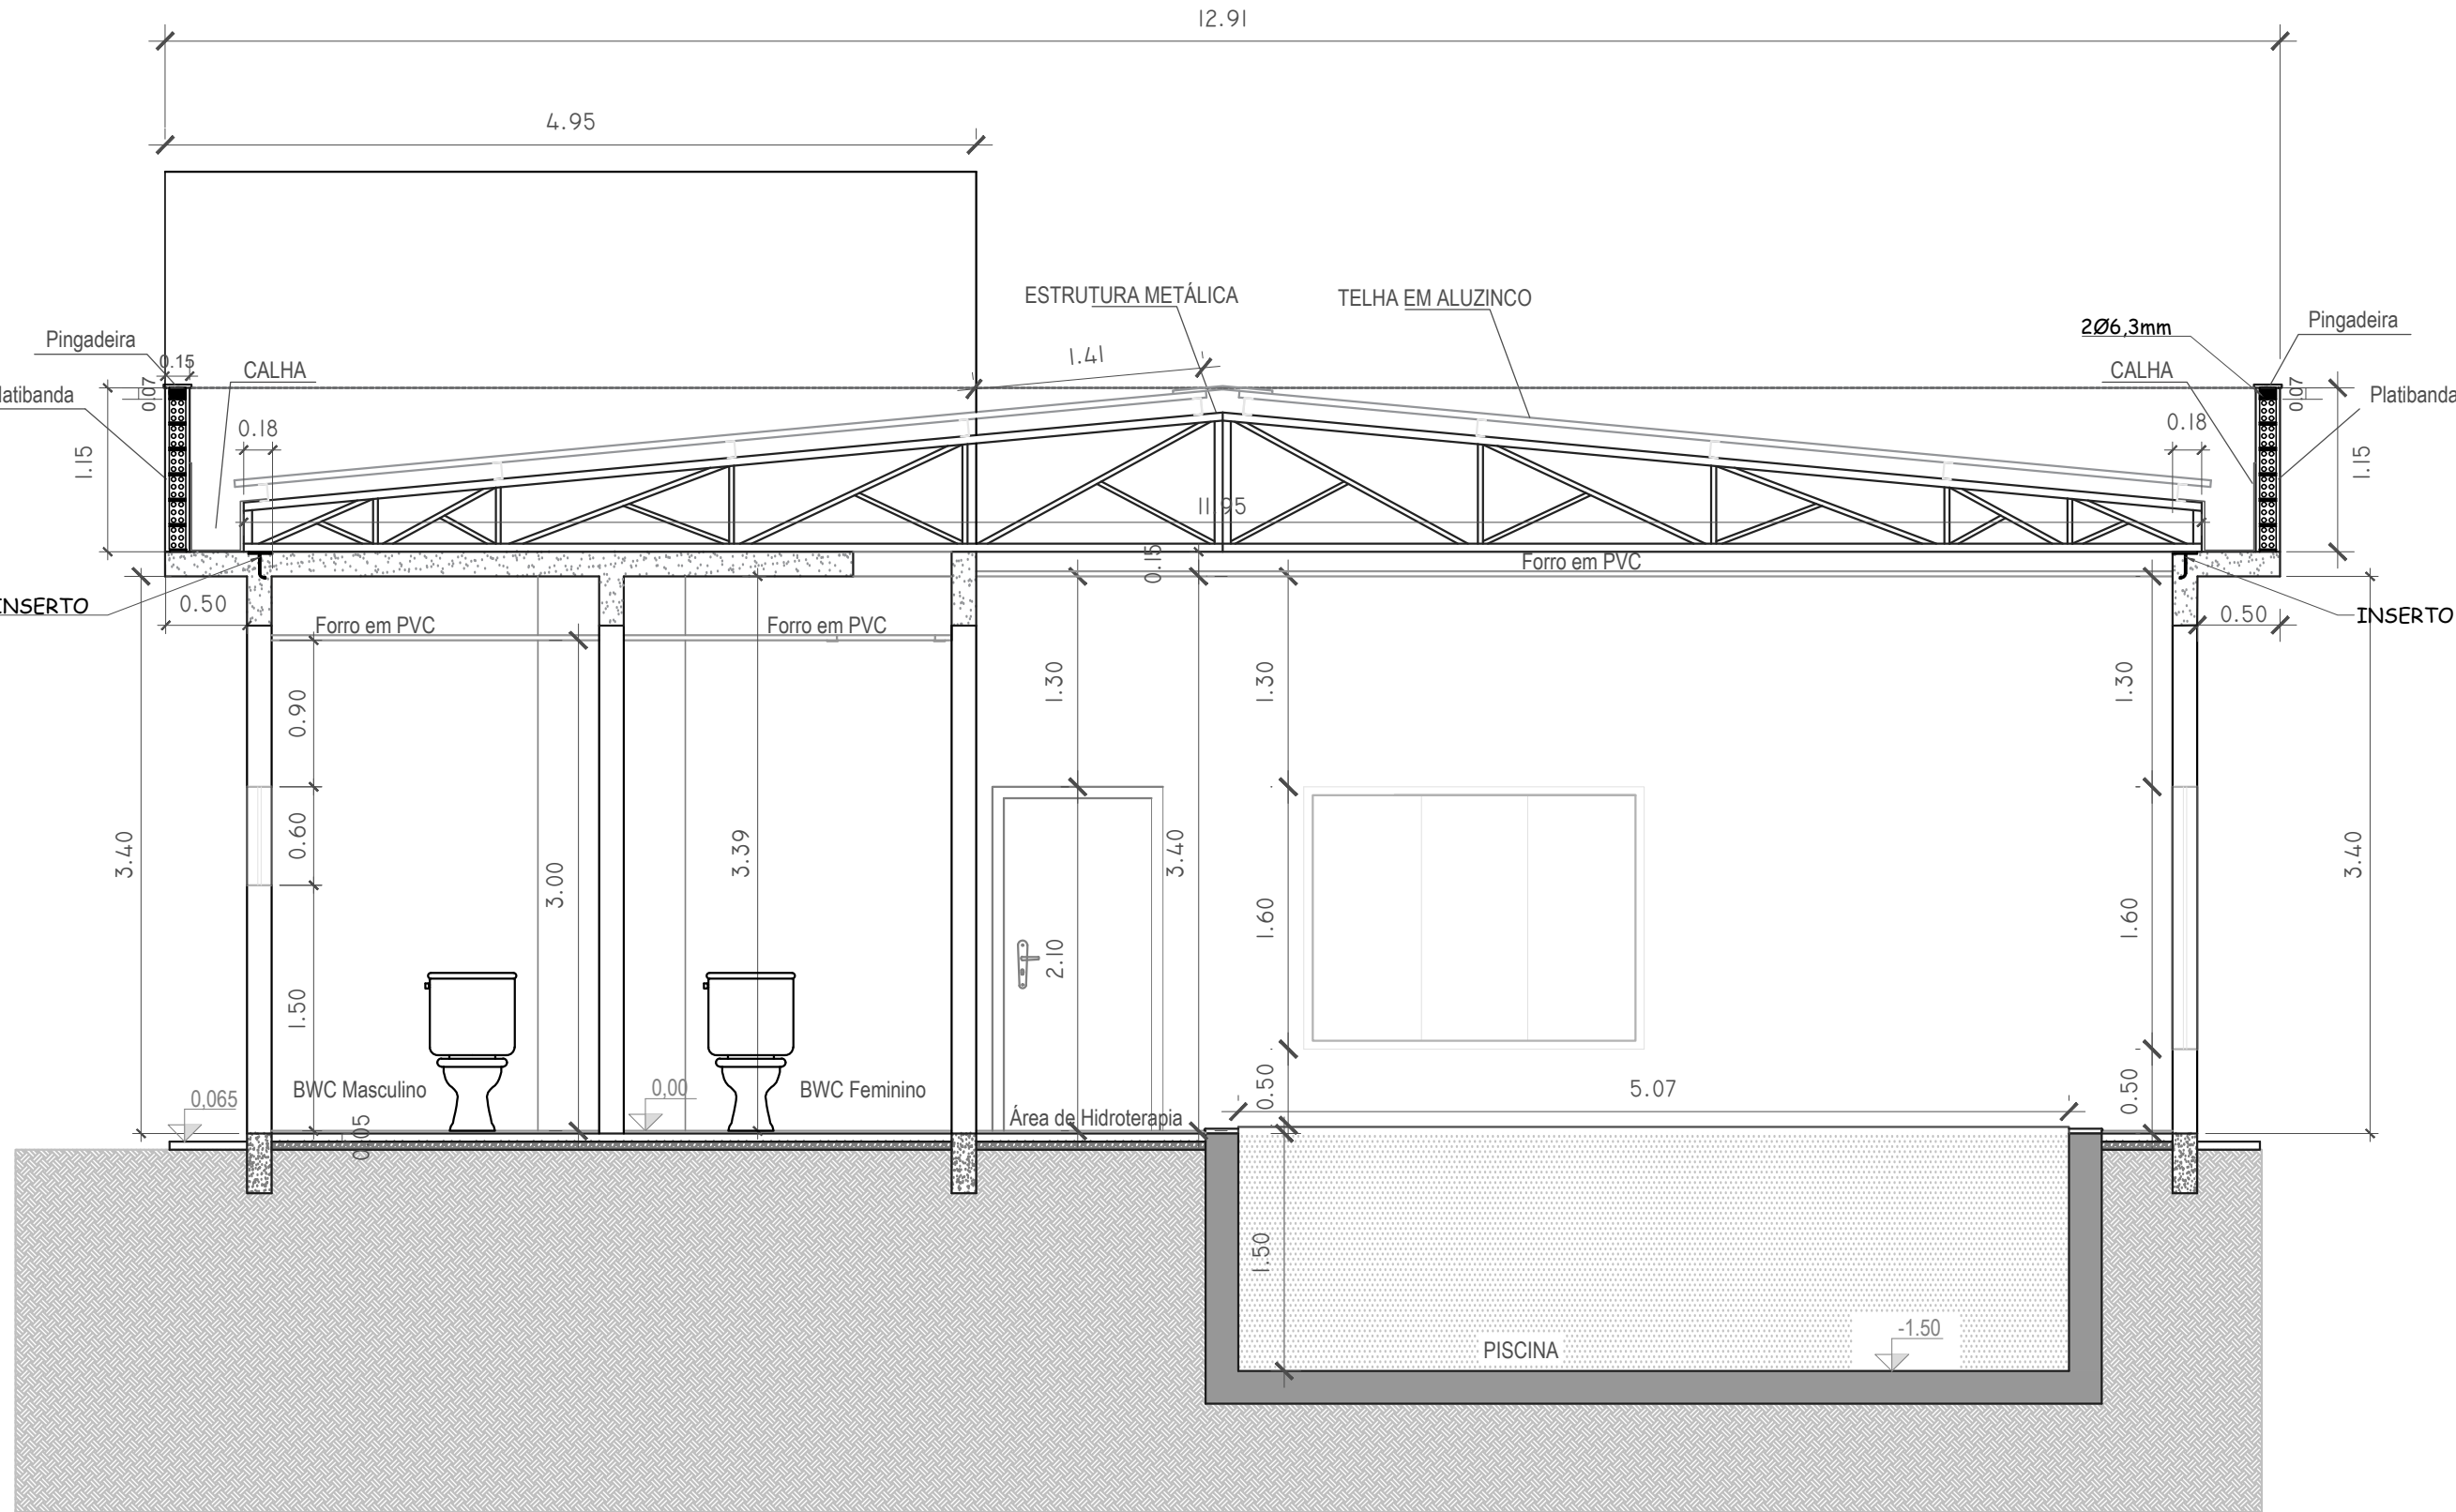 12.91
4.95
ESTRUTURA METÁLICA
TELHA EM ALUZINCO
2Ø6,3mm
Pingadeira
Pingadeira
0.15
CALHA
1.41
CALHA
0.07
0.07
latibanda
Platibanda
0.18
0.18
1.15
1.15
11.95
0.15
Forro em PVC
INSERTO
0.50
0.50
INSERTO
Forro em PVC
Forro em PVC
0.90
1.30
1.30
1.30
0.60
3.40
3.39
3.40
3.40
3.00
1.60
1.60
2.10
1.50
0,065
BWC Masculino
0,00
BWC Feminino
0.50
5.07
0.50
0.05
Área de Hidroterapia
1.50
-1.50
PISCINA